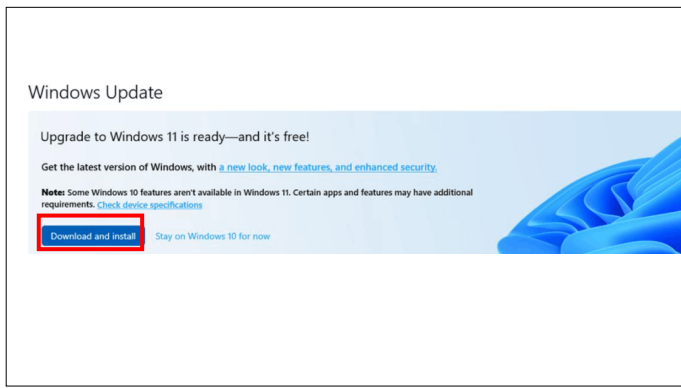 Windows Update
Upgrade to Windows 11 is ready—and it's free!
Get the latest version of Windows, with a new look, new features, and enhanced security.
Note: Some Windows 10 features aren't available in Windows 11. Certain apps and features may have additional
requirements. Check device specifications
Download and install Stay on Windows 10 for now